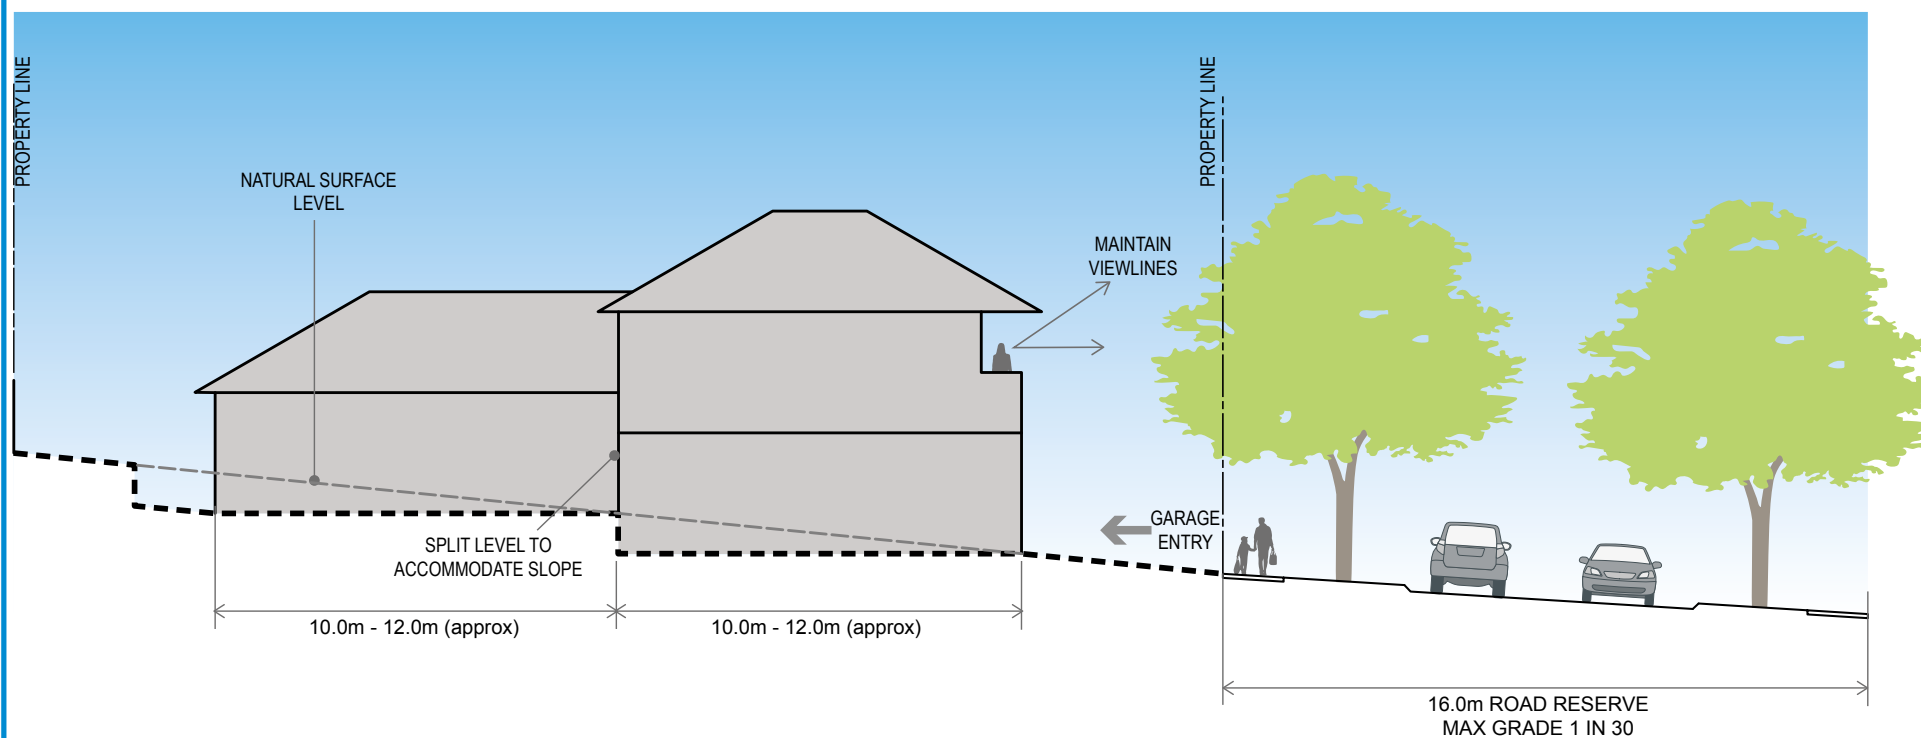 PROPERTY LINE
NATURAL SURFACE
LEVEL
PROPERTY LINE
MAINTAIN
VIEWLINES
GARAGE
ENTRY
SPLIT LEVEL TO
ACCOMMODATE SLOPE
10.0m - 12.0m (approx)
10.0m - 12.0m (approx)
16.0m ROAD RESERVE
MAX GRADE 1 IN 30